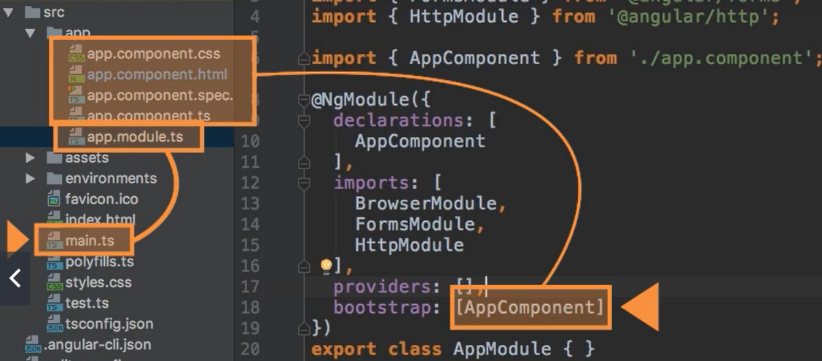 src
app
app.component.css
app.component.html
app.component.spec.
app.component.ts
app.module.ts
assets
environments
favicon.ico
index.html
main.ts
polyfills.ts
styles.css
test.ts
tsconfig.json
.angular-cli.json
4 import { HttpModule } from '@angular/http';
import { AppComponent } from './app.component';
@NgModule({
declarations: [
10 AppComponent
11 ],
12 imports: [
13 BrowserModule,
14 FormsModule,
15 HttpModule
16 ],
17 providers: [],
18 bootstrap: [AppComponent]
19 })
20 export class AppModule { }